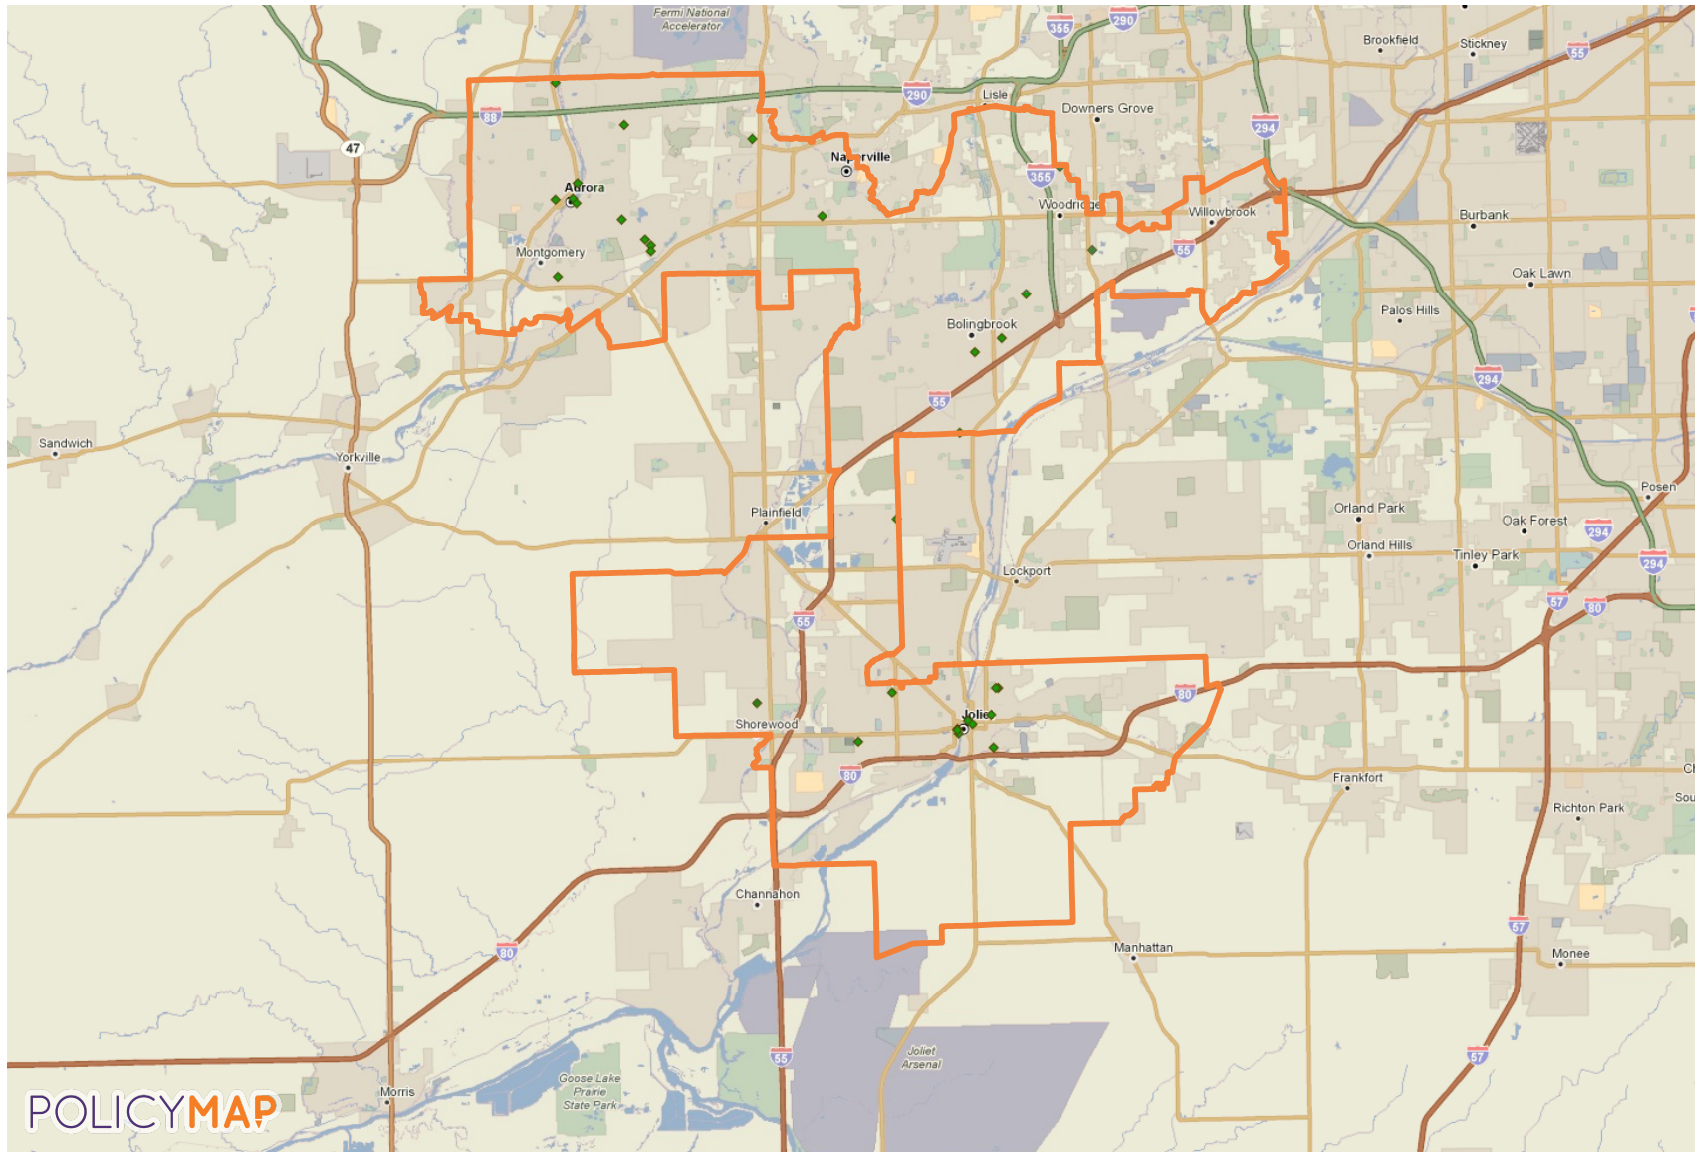 Fermi National
Accelerator
355
290
Brookfield
Stickney
55
290
Lisle
88
Downers Grove
294
47
Naperville
355
Aurora
Woodridge
Willowbrook
Burbank
55
Montgomery
Oak Lawn
Palos Hills
Bolingbrook
294
55
Sandwich
Yorkville
Posen
Plainfield
Orland Park
Oak Forest
294
Orland Hills
Tinley Park
294
Lockport
57
80
55
80
Joliet
Shorewood
80
Frankfort
Richton Park
Channahon
57
80
Manhattan
Monee
55
Joliet
Arsenal
57
Goose Lake
Prairie
State Park
Morris
POLICYMAP